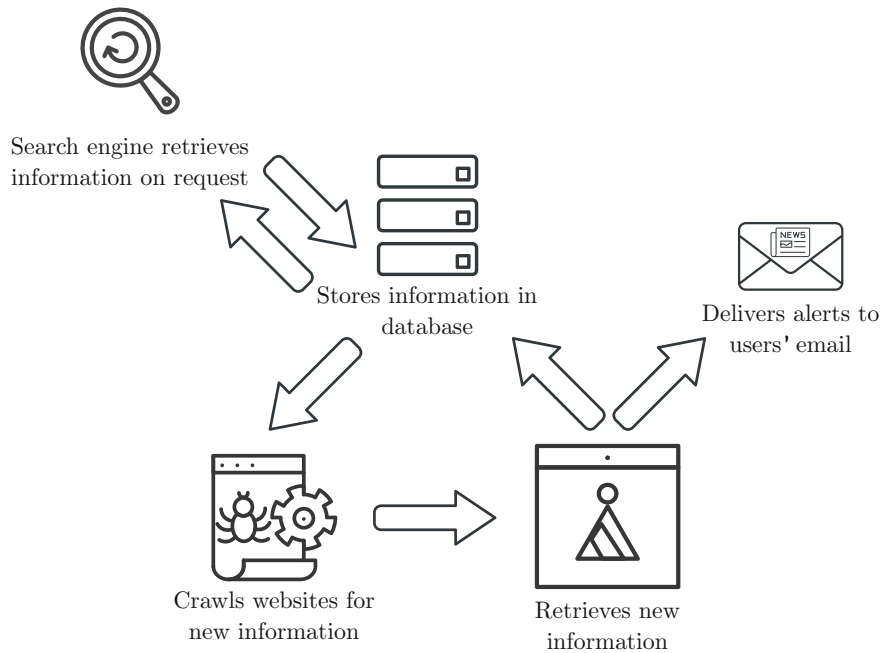 Search engine retrieves
information on request
Stores information in
database
NEWS
Delivers alerts to
users' email
Crawls websites for
new information
Retrieves new
information